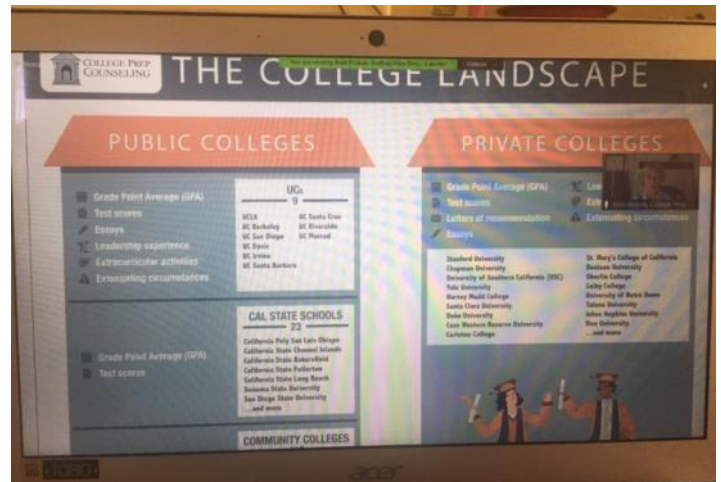 COLLEGE PREP
COUNSELING
THE COLLEGE LANDSCAPE
PUBLIC COLLEGES
Grade Point Average (GPA)
Test scores
Essays
Leadership experience
Extracurricular activities
Extenuating circumstances
UCs
9
UCLA
UC Berkeley
UC San Diego
UC Davis
UC Irvine
UC Santa Barbara
UC Santa Cruz
UC Riverside
UC Merced
Grade Point Average (GPA)
Test scores
CAL STATE SCHOOLS
23
California Poly San Luis Obispo
California State Channel Islands
California State Bakersfield
California State Fullerton
California State Long Beach
Sonoma State University
San Diego State University
...and more
COMMUNITY COLLEGES
PRIVATE COLLEGES
Grade Point Average (GPA)
Test scores
Letters of recommendation
Essays
Extenuating circumstances
Stanford University
Chapman University
University of Southern California (USC)
Yale University
Harvey Mudd College
Santa Clara University
Duke University
Case Western Reserve University
Carleton College
St. Mary's College of California
Denison University
Oberlin College
Colby College
University of Notre Dame
Tulane University
Johns Hopkins University
Rice University
...and more
acer